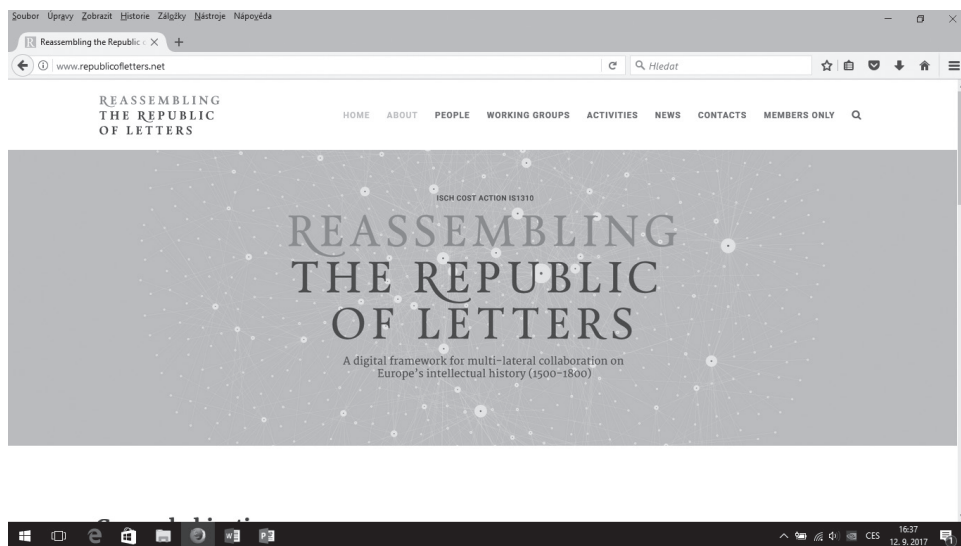 Soubor Úpravy Zobrazit Historie Záložky Nástroje Nápověda
Reassembling the Republic
www.republicofletters.net
Hledat
REASSEMBLING
THE REPUBLIC
OF LETTERS
HOME ABOUT PEOPLE WORKING GROUPS ACTIVITIES NEWS CONTACTS MEMBERS ONLY
ISCH COST ACTION IS1310
REASSEMBLING
THE REPUBLIC
OF LETTERS
A digital framework for multi-lateral collaboration on
Europe's intellectual history (1500-1800)
CES
16:37
12. 9. 2017